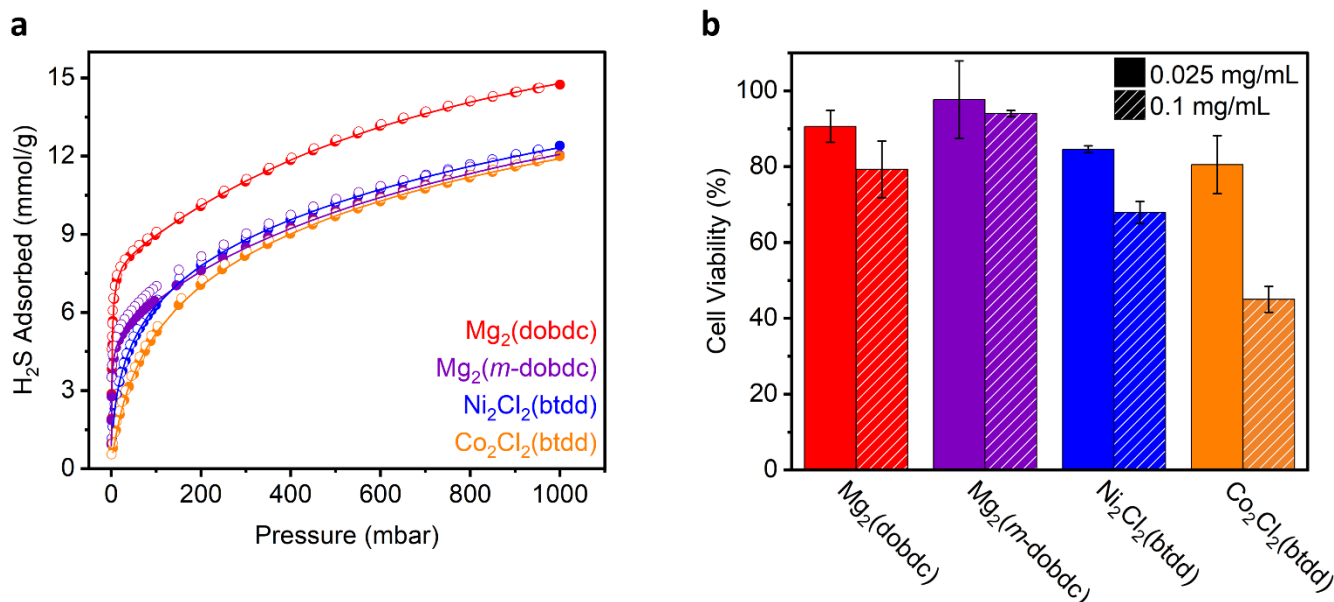 a
H₂S Adsorbed (mmol/g)
15
12
9
6
3
0
Mg₂(dobdc)
Mg₂(m-dobdc)
Ni₂Cl₂(btdd)
Co₂Cl₂(btdd)
0 200 400 600 800 1000
Pressure (mbar)
b
Cell Viability (%)
100
80
60
40
20
0
0.025 mg/mL
0.1 mg/mL
Mg₂(dobdc)
Mg₂(m-dobdc)
Ni₂Cl₂(btdd)
Co₂Cl₂(btdd)